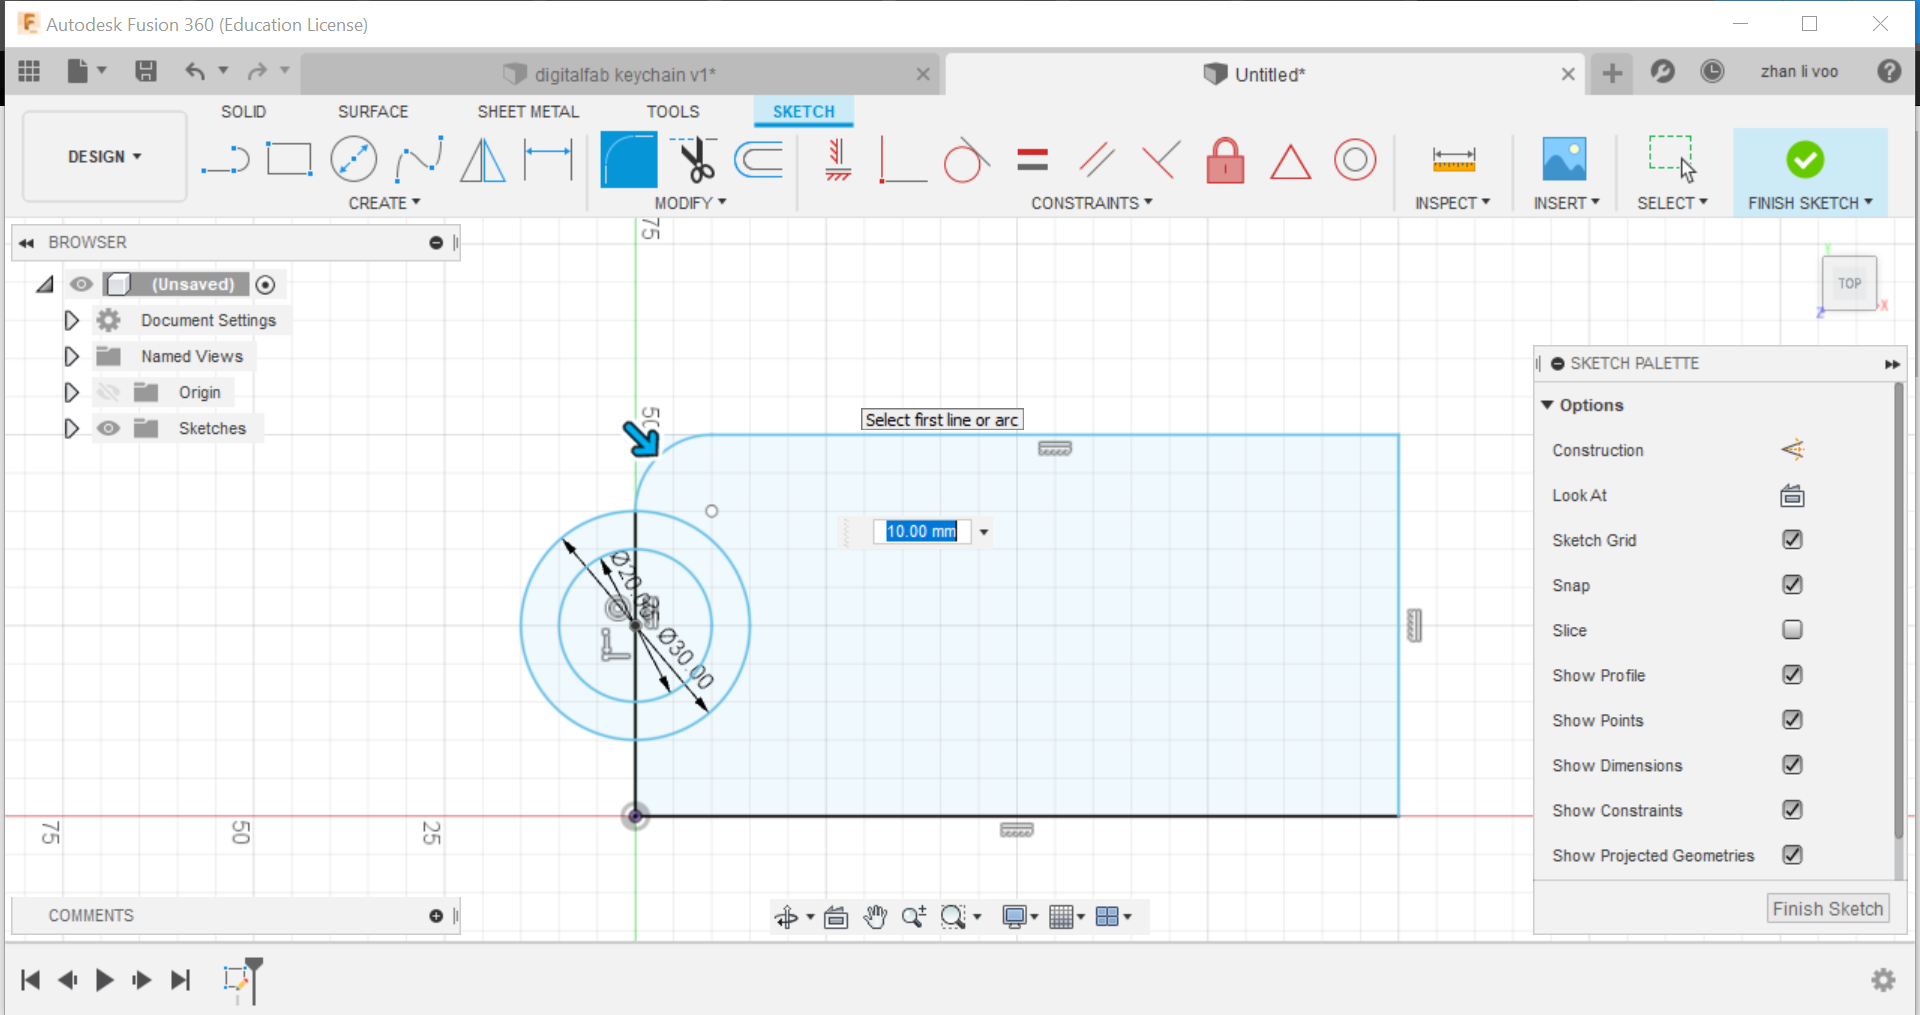 Autodesk Fusion 360 (Education License)
digitalfab keychain v1*
Untitled*
zhan li voo
SOLID
SURFACE
SHEET METAL
TOOLS
SKETCH
DESIGN
CREATE
MODIFY
CONSTRAINTS
INSPECT
INSERT
SELECT
FINISH SKETCH
BROWSER
(Unsaved)
Document Settings
Named Views
Origin
Sketches
75
50
Select first line or arc
10.00 mm
Ø20.00
Ø30.00
75
50
25
TOP
Y
X
Z
SKETCH PALETTE
Options
Construction
Look At
Sketch Grid
Snap
Slice
Show Profile
Show Points
Show Dimensions
Show Constraints
Show Projected Geometries
Finish Sketch
COMMENTS